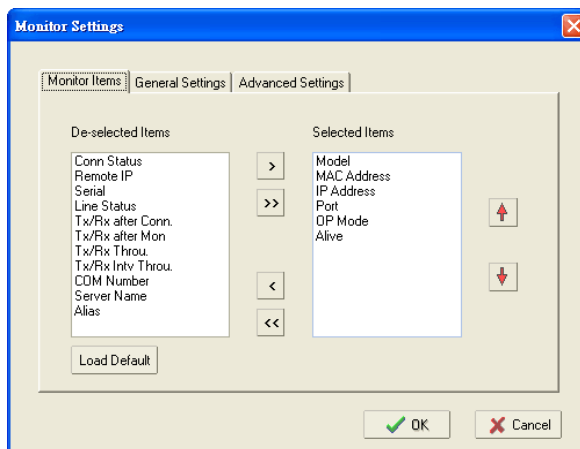 Monitor Settings
Monitor Items General Settings Advanced Settings
De-selected Items
Conn Status
Remote IP
Serial
Line Status
Tx/Rx after Conn.
Tx/Rx after Mon
Tx/Rx Throu.
Tx/Rx Intv Throu.
COM Number
Server Name
Alias
>
>>
<
<<
Selected Items
Model
MAC Address
IP Address
Port
OP Mode
Alive
Load Default
OK Cancel